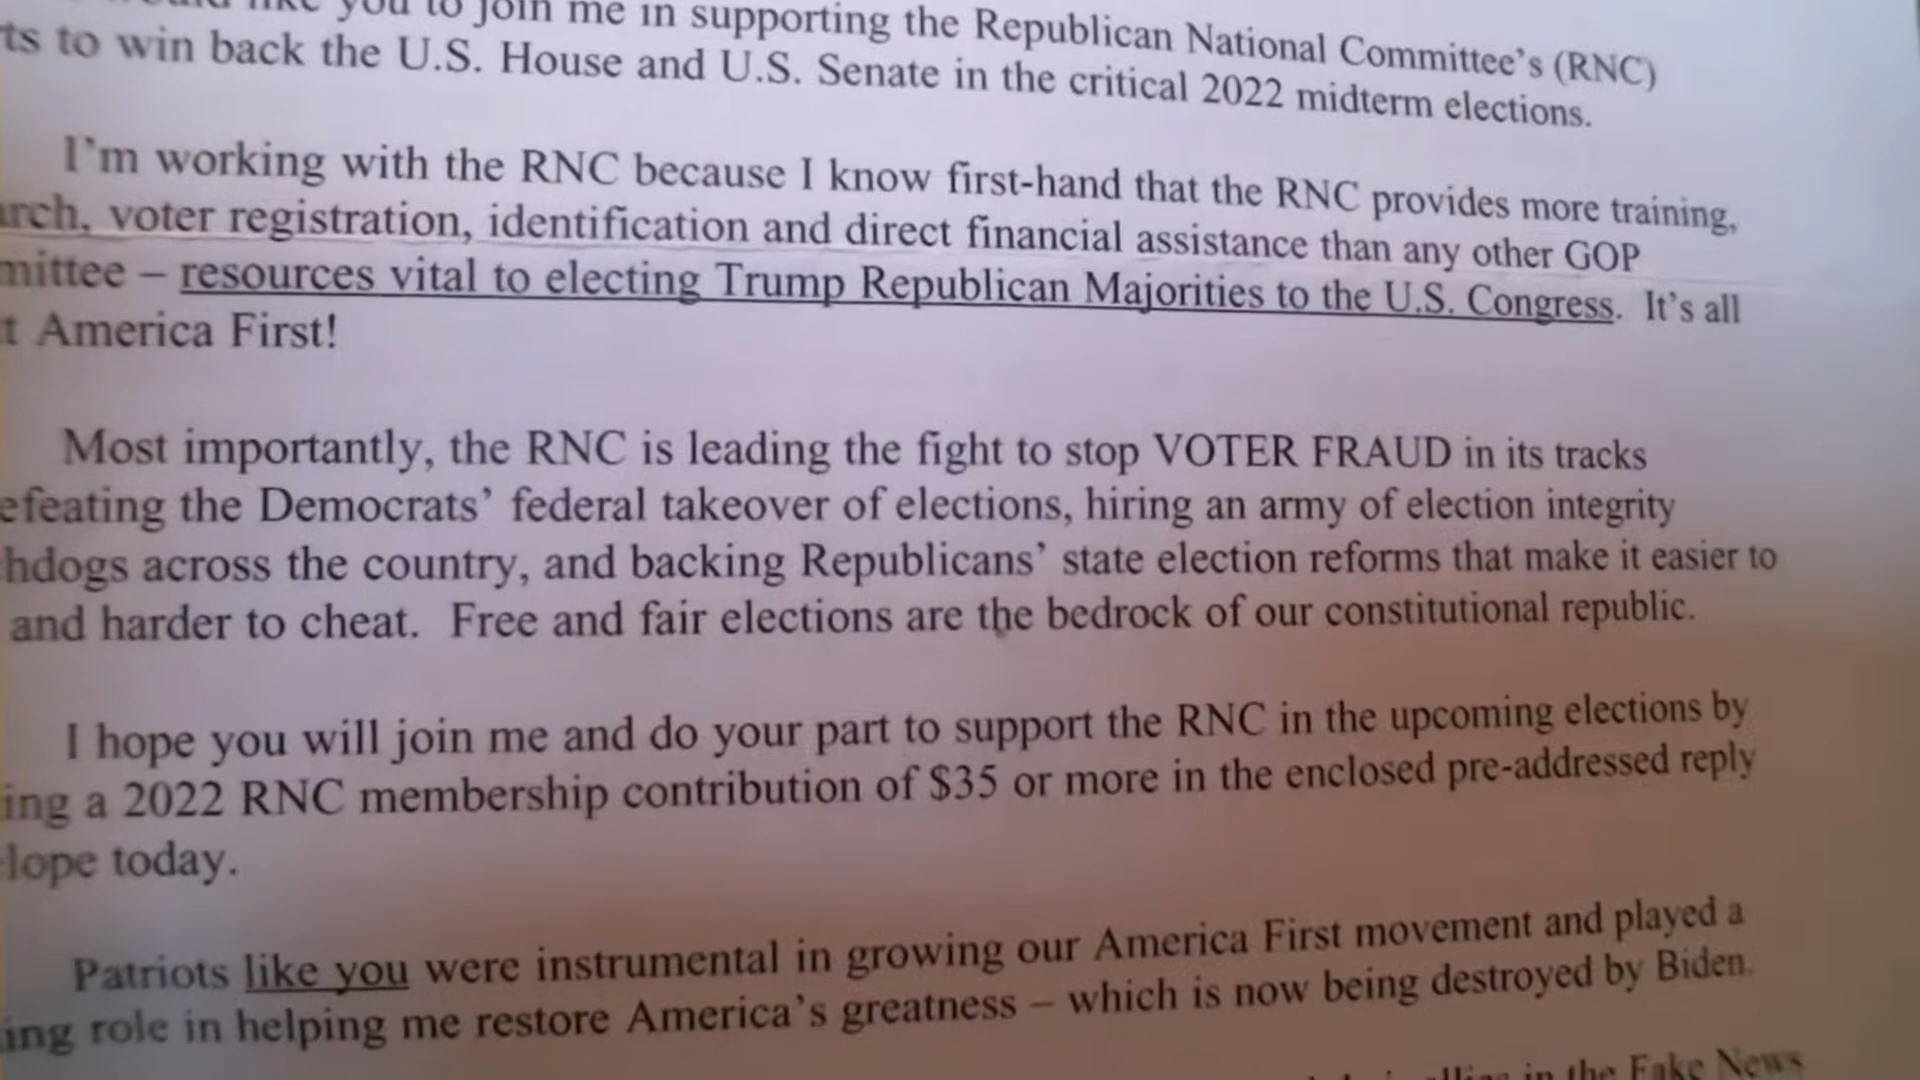 you to join me in supporting the Republican National Committee's (RNC)
ts to win back the U.S. House and U.S. Senate in the critical 2022 midterm elections.
I'm working with the RNC because I know first-hand that the RNC provides more training,
rch, voter registration, identification and direct financial assistance than any other GOP
mittee – resources vital to electing Trump Republican Majorities to the U.S. Congress. It's all
t America First!
Most importantly, the RNC is leading the fight to stop VOTER FRAUD in its tracks
efeating the Democrats' federal takeover of elections, hiring an army of election integrity
hdogs across the country, and backing Republicans' state election reforms that make it easier to
and harder to cheat. Free and fair elections are the bedrock of our constitutional republic.
I hope you will join me and do your part to support the RNC in the upcoming elections by
ing a 2022 RNC membership contribution of $35 or more in the enclosed pre-addressed reply
lope today.
Patriots like you were instrumental in growing our America First movement and played a
ing role in helping me restore America's greatness – which is now being destroyed by Biden.
in the Fake News